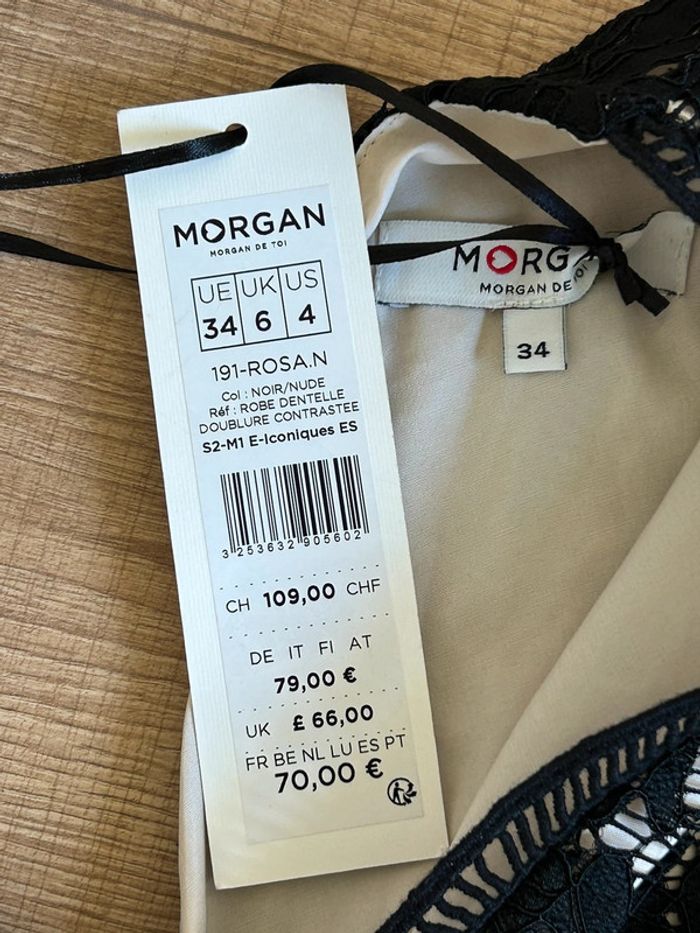 MORGAN
MORGAN DE TOI
UE UK US
34 6 4
191-ROSA.N
Col : NOIR/NUDE
Réf : ROBE DENTELLE
DOUBLURE CONTRASTEE
S2-M1 E-Iconiques ES
3 253632 905602
CH 109,00 CHF
DE IT FI AT
79,00 €
UK £ 66,00
FR BE NL LU ES PT
70,00 €
MORG
MORGAN DE TOI
34